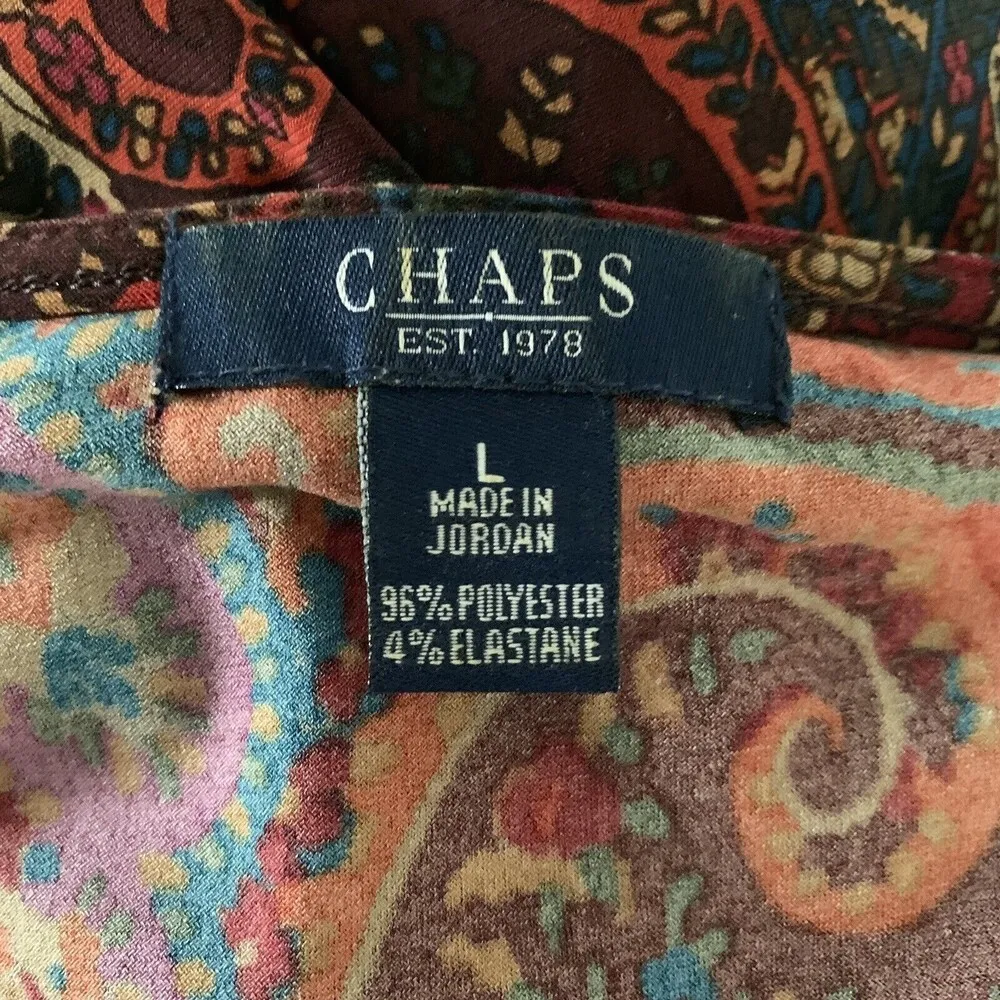 CHAPS
EST. 1978
L
MADE IN
JORDAN
96% POLYESTER
4% ELASTANE